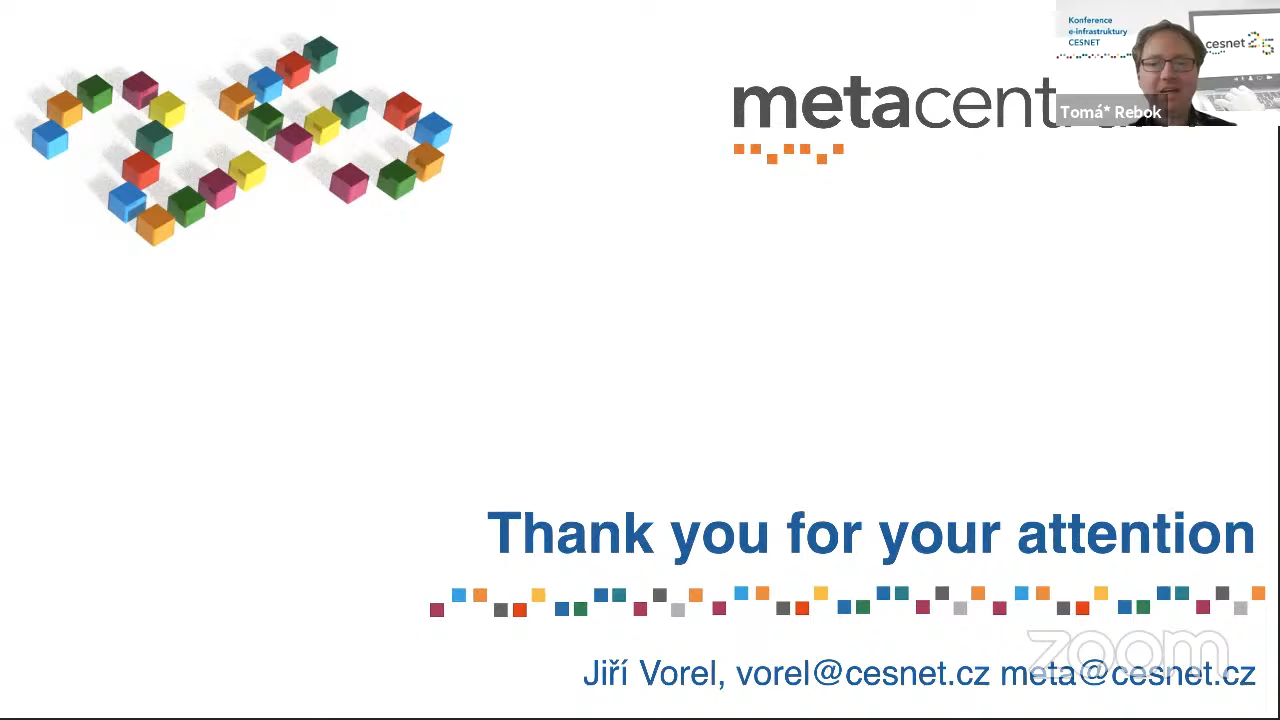 Konference
e-infrastruktury
CESNET
cesnet 25
metacent
Tomá* Rebok
Thank you for your attention
zoom
Jiří Vorel, vorel@cesnet.cz meta@cesnet.cz